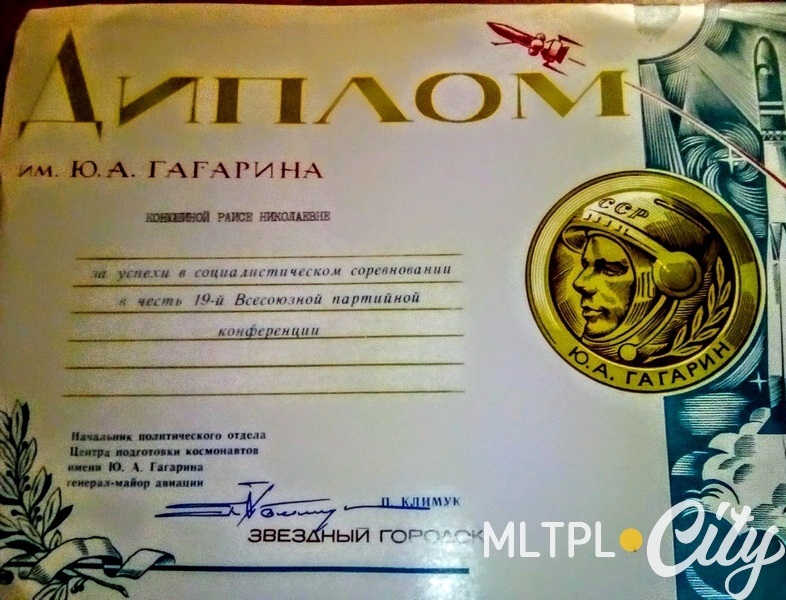 ДИПЛОМ
им. Ю.А. ГАГАРИНА
КОНЮШИНОЙ РАИСЕ НИКОЛАЕВНЕ
за успехи в социалистическом соревновании
в честь 19-й Всесоюзной партийной
конференции
ССР
Ю.А. ГАГАРИН
Начальник политического отдела
Центра подготовки космонавтов
имени Ю. А. Гагарина
генерал-майор авиации
П. КЛИМУК
ЗВЕЗДНЫЙ ГОРОДОК
MLTPL City